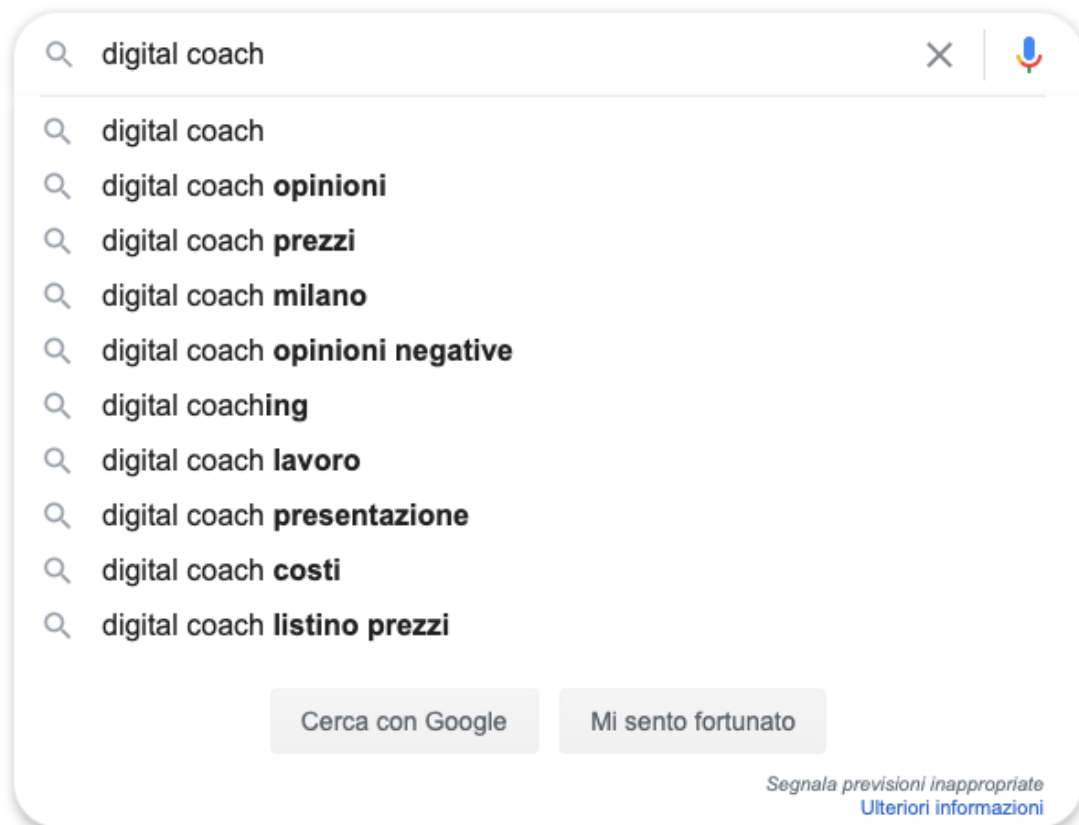 digital coach
digital coach
digital coach opinioni
digital coach prezzi
digital coach milano
digital coach opinioni negative
digital coaching
digital coach lavoro
digital coach presentazione
digital coach costi
digital coach listino prezzi
Cerca con Google Mi sento fortunato
Segnala previsioni inappropriate
Ulteriori informazioni